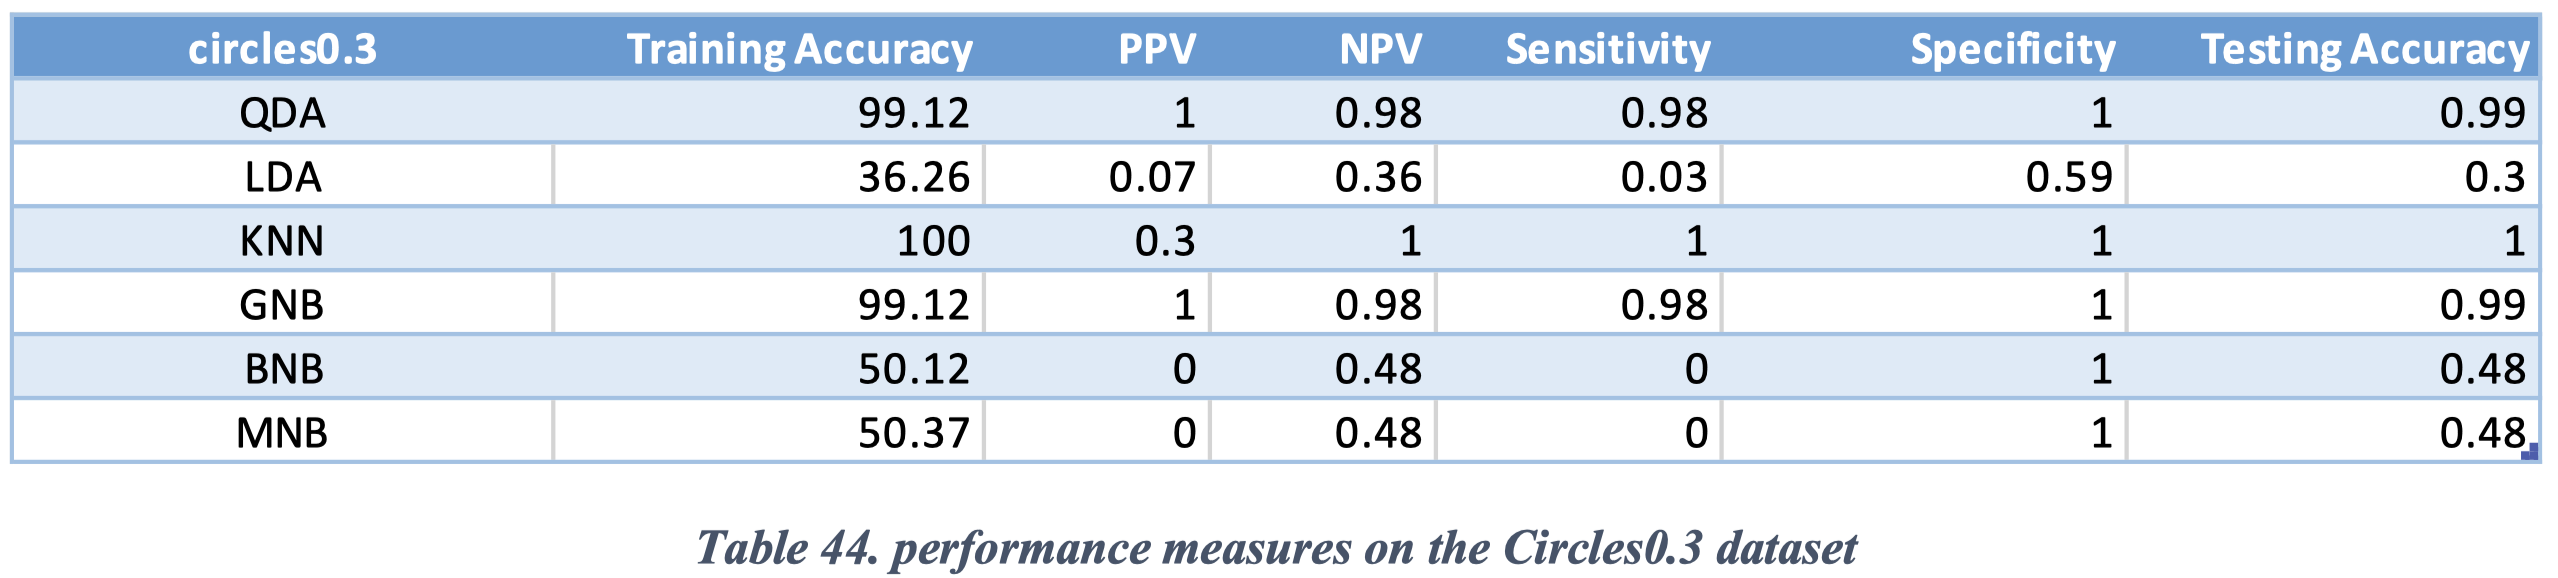 circles0.3 Training Accuracy PPV NPV Sensitivity Specificity Testing Accuracy
QDA 99.12 1 0.98 0.98 1 0.99
LDA 36.26 0.07 0.36 0.03 0.59 0.3
KNN 100 0.3 1 1 1 1
GNB 99.12 1 0.98 0.98 1 0.99
BNB 50.12 0 0.48 0 1 0.48
MNB 50.37 0 0.48 0 1 0.48
Table 44. performance measures on the Circles0.3 dataset